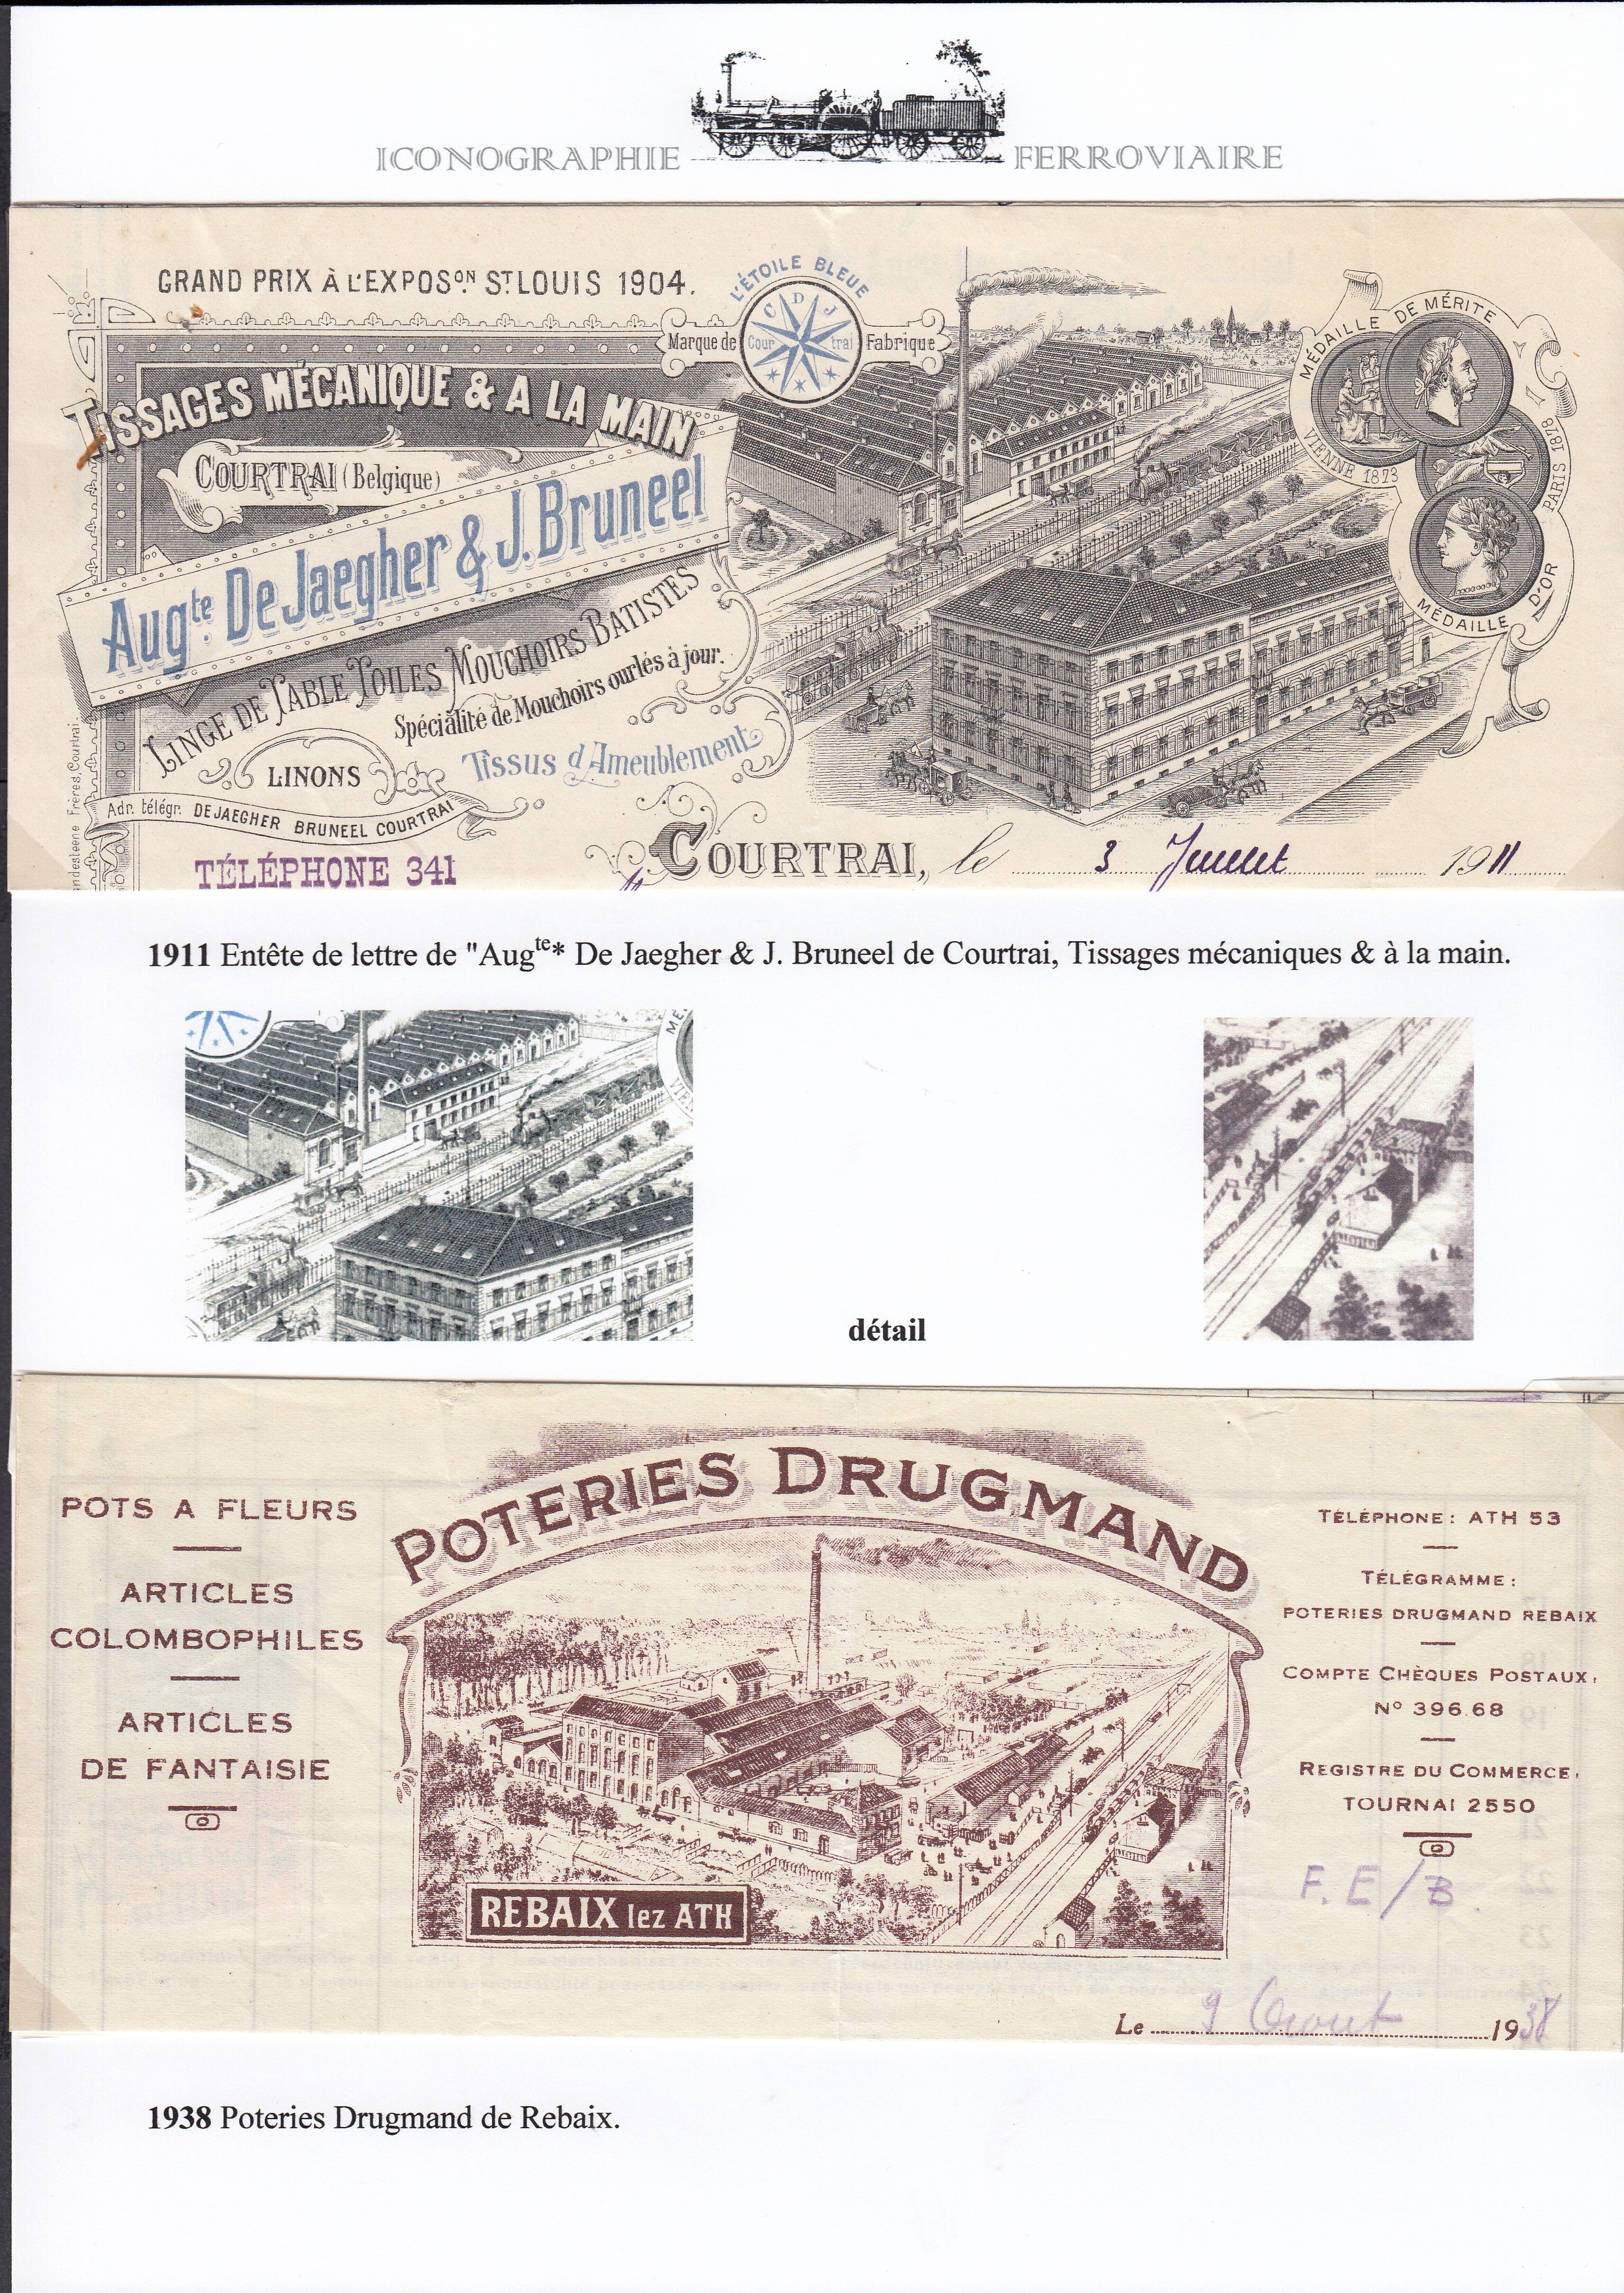 ICONOGRAPHIE FERROVIAIRE
GRAND PRIX À L'EXPOSON. ST LOUIS 1904.
L'ÉTOILE BLEUE
C D J
Marque de Courtrai Fabrique
TISSAGES MÉCANIQUE & A LA MAIN
COURTRAI (Belgique)
Augte. De Jaegher & J. Bruneel
LINGE DE TABLE TOILES MOUCHOIRS BATISTES
Spécialité de Mouchoirs ourlés à jour.
LINONS
Tissus d'Ameublement
Adr. télégr. DEJAEGHER BRUNEEL COURTRAI
TÉLÉPHONE 341
MÉDAILLE DE MÉRITE
VIENNE 1873
PARIS 1878
MÉDAILLE D'OR
COURTRAI, le 3 Juillet 1911
andesteene Frères, Courtrai.
1911 Entête de lettre de "Augte* De Jaegher & J. Bruneel de Courtrai, Tissages mécaniques & à la main.
détail
POTERIES DRUGMAND
POTS A FLEURS
ARTICLES
COLOMBOPHILES
ARTICLES
DE FANTAISIE
REBAIX lez ATH
TÉLÉPHONE : ATH 53
TÉLÉGRAMME :
POTERIES DRUGMAND REBAIX
COMPTE CHÈQUES POSTAUX,
No 396.68
REGISTRE DU COMMERCE,
TOURNAI 2550
F. E/B.
Le 9 Aout 1938
1938 Poteries Drugmand de Rebaix.